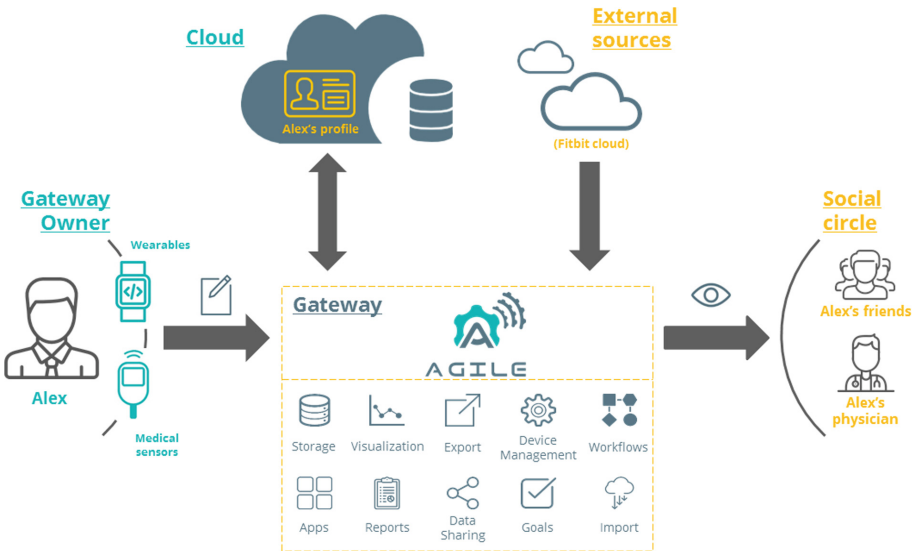 Cloud
Alex's profile
External
sources
(Fitbit cloud)
Gateway
Owner
Wearables
</>
Alex
Medical
sensors
Gateway
AGILE
Storage
Visualization
Export
Device
Management
Workflows
Apps
Reports
Data
Sharing
Goals
Import
Social
circle
Alex's friends
Alex's
physician